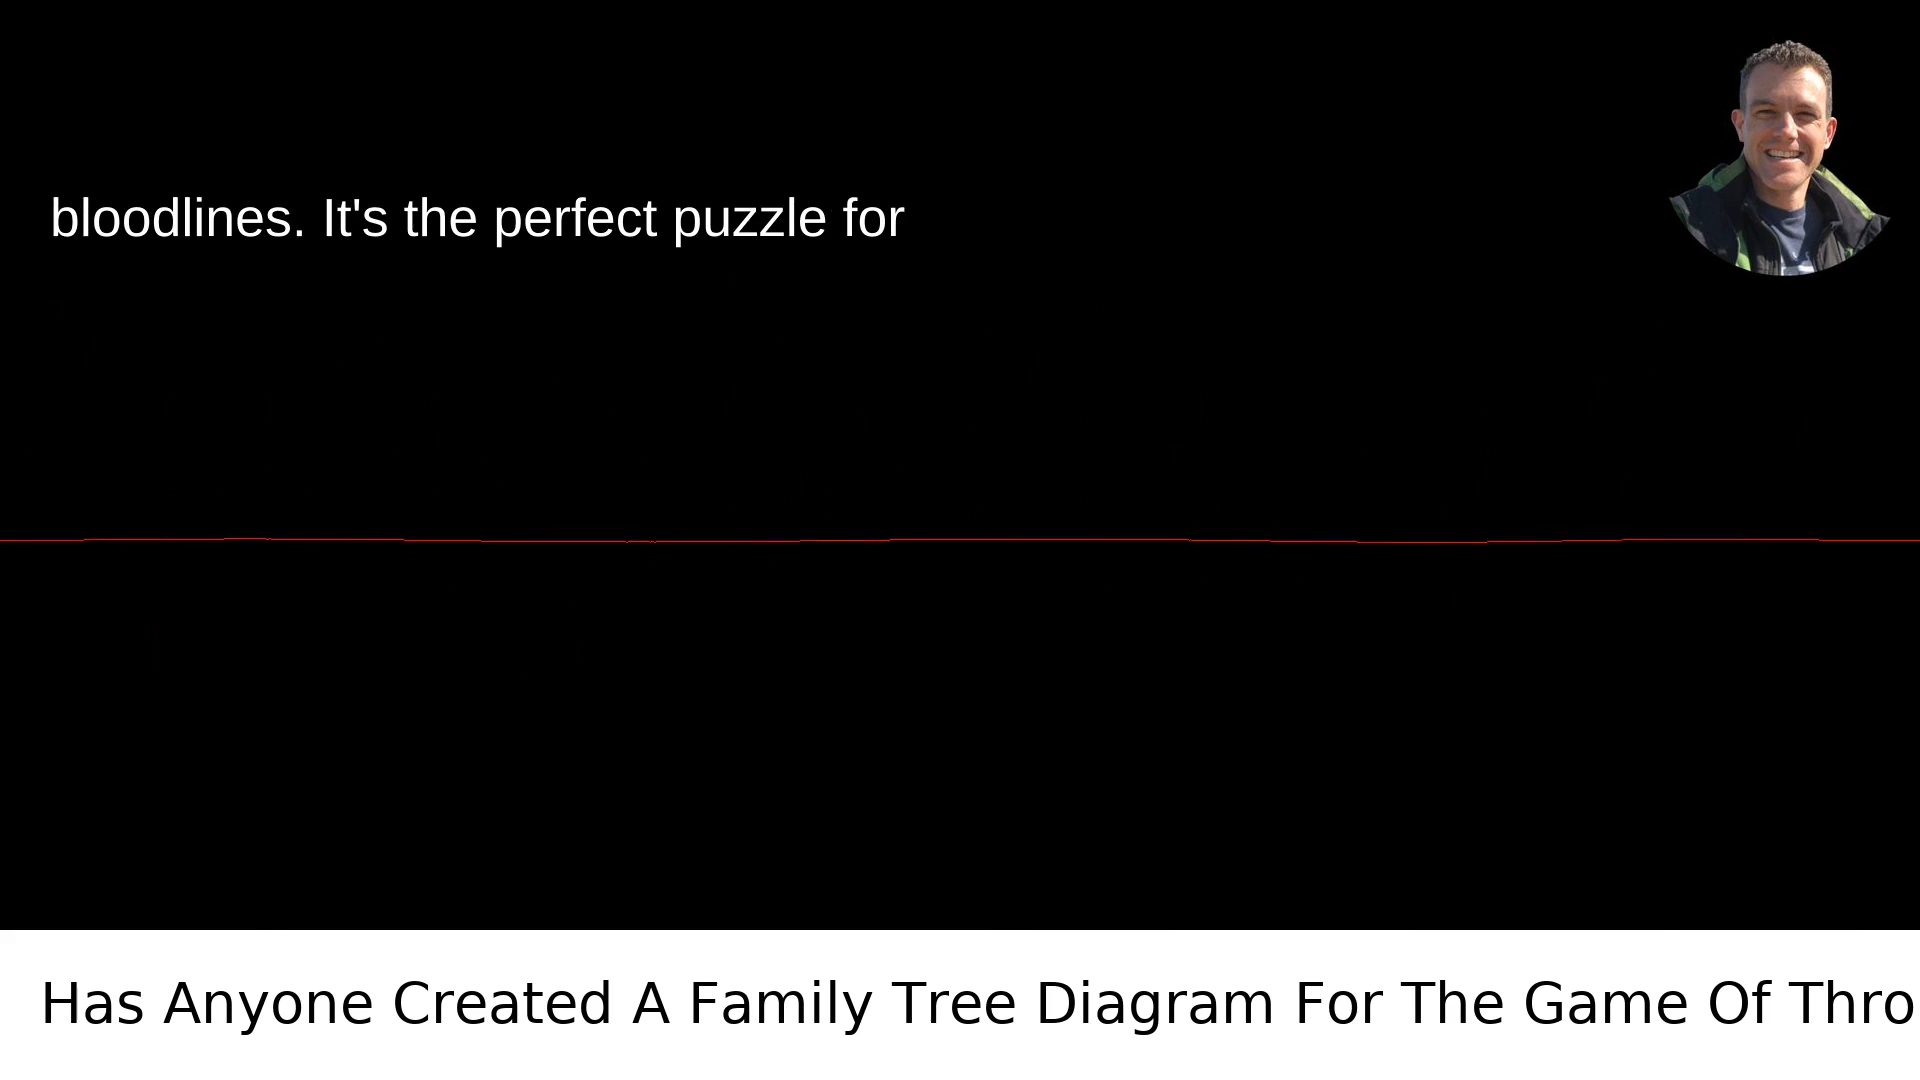 bloodlines. It's the perfect puzzle for
Has Anyone Created A Family Tree Diagram For The Game Of Thro